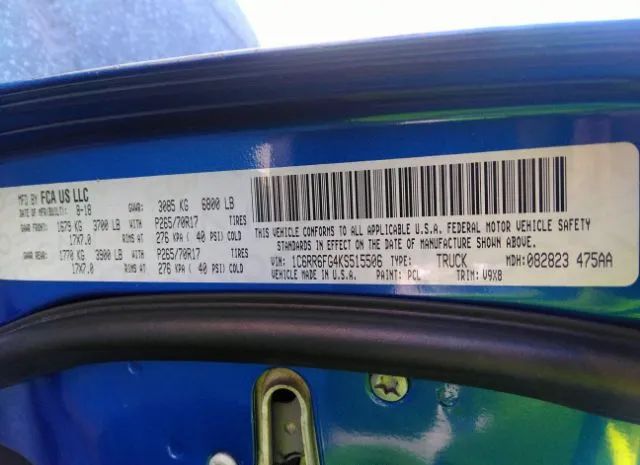 MFD BY FCA US LLC
DATE OF MFR(BUILT): 8-18 GVWR: 3085 KG 6800 LB
GAWR FRONT: 1679 KG 3700 LB WITH P265/70R17 TIRES
17X7.0 RIMS AT 276 KPA ( 40 PSI) COLD
GAWR REAR: 1770 KG 3900 LB WITH P265/70R17 TIRES
17X7.0 RIMS AT 276 KPA ( 40 PSI) COLD
THIS VEHICLE CONFORMS TO ALL APPLICABLE U.S.A. FEDERAL MOTOR VEHICLE SAFETY
STANDARDS IN EFFECT ON THE DATE OF MANUFACTURE SHOWN ABOVE.
VIN: 1C6RR6FG4KS515506 TYPE: TRUCK MDH: 082823 475AA
VEHICLE MADE IN U.S.A. PAINT: PCL TRIM: V9X8